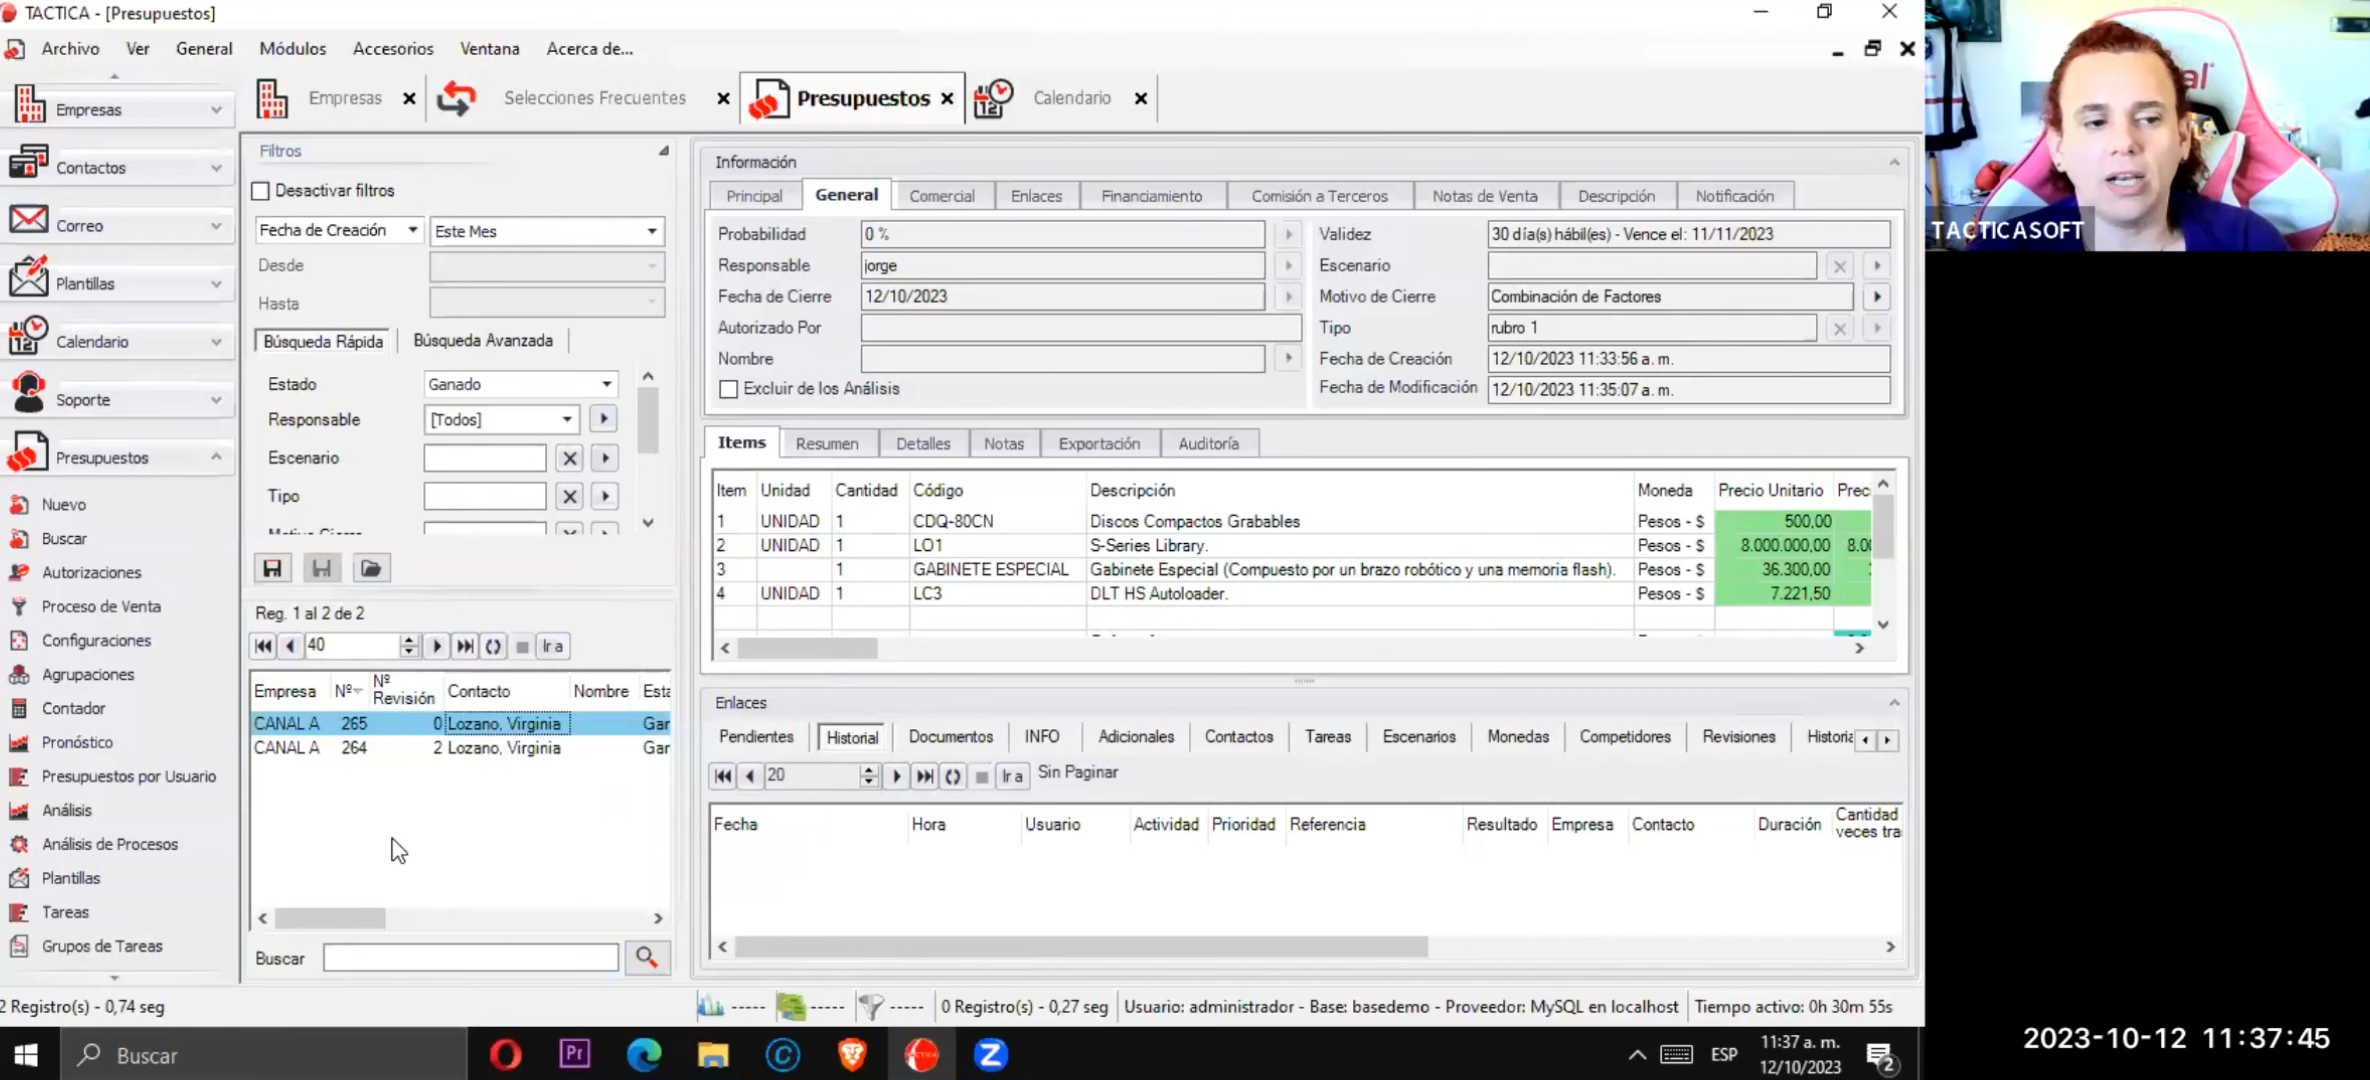 TACTICA - [Presupuestos]
Archivo Ver General Módulos Accesorios Ventana Acerca de...
Empresas Selecciones Frecuentes Presupuestos Calendario
Empresas
Contactos
Correo
Plantillas
Calendario
Soporte
Presupuestos
Nuevo
Buscar
Autorizaciones
Proceso de Venta
Configuraciones
Agrupaciones
Contador
Pronóstico
Presupuestos por Usuario
Análisis
Análisis de Procesos
Plantillas
Tareas
Grupos de Tareas
Filtros
Desactivar filtros
Fecha de Creación Este Mes
Desde
Hasta
Búsqueda Rápida Búsqueda Avanzada
Estado Ganado
Responsable [Todos]
Escenario
Tipo
Reg. 1 al 2 de 2
40 Ir a
Empresa Nº Nº Revisión Contacto Nombre Esta
CANAL A 265 0 Lozano, Virginia Gar
CANAL A 264 2 Lozano, Virginia Gar
Buscar
Información
Principal General Comercial Enlaces Financiamiento Comisión a Terceros Notas de Venta Descripción Notificación
Probabilidad 0 % Validez 30 día(s) hábil(es) - Vence el: 11/11/2023
Responsable jorge Escenario
Fecha de Cierre 12/10/2023 Motivo de Cierre Combinación de Factores
Autorizado Por Tipo rubro 1
Nombre Fecha de Creación 12/10/2023 11:33:56 a. m.
Excluir de los Análisis Fecha de Modificación 12/10/2023 11:35:07 a. m.
Items Resumen Detalles Notas Exportación Auditoría
Item Unidad Cantidad Código Descripción Moneda Precio Unitario Prec
1 UNIDAD 1 CDQ-80CN Discos Compactos Grabables Pesos - $ 500,00
2 UNIDAD 1 LO1 S-Series Library. Pesos - $ 8.000.000,00 8.00
3 1 GABINETE ESPECIAL Gabinete Especial (Compuesto por un brazo robótico y una memoria flash). Pesos - $ 36.300,00
4 UNIDAD 1 LC3 DLT HS Autoloader. Pesos - $ 7.221,50
Enlaces
Pendientes Historial Documentos INFO Adicionales Contactos Tareas Escenarios Monedas Competidores Revisiones Historia
20 Ir a Sin Paginar
Fecha Hora Usuario Actividad Prioridad Referencia Resultado Empresa Contacto Duración Cantidad veces tra
2 Registro(s) - 0,74 seg ----- ----- ----- 0 Registro(s) - 0,27 seg Usuario: administrador - Base: basedemo - Proveedor: MySQL en localhost Tiempo activo: 0h 30m 55s
Buscar Pr ESP 11:37 a. m.
12/10/2023 2
TACTICASOFT
2023-10-12 11:37:45